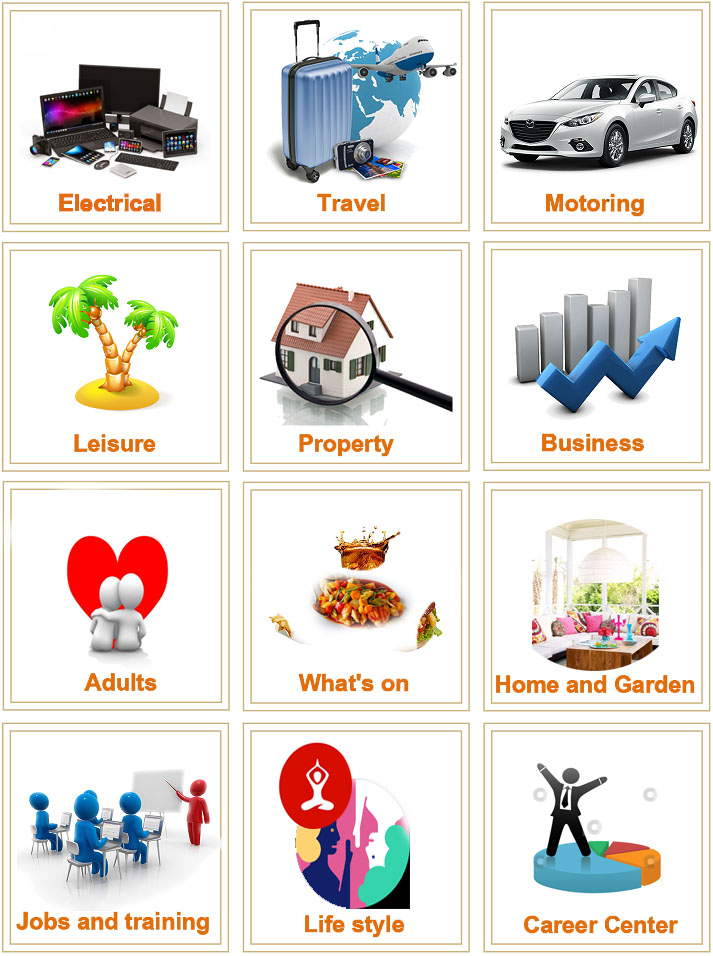 Electrical
Travel
Motoring
Leisure
Property
Business
Adults
What's on
Home and Garden
Jobs and training
Life style
Career Center